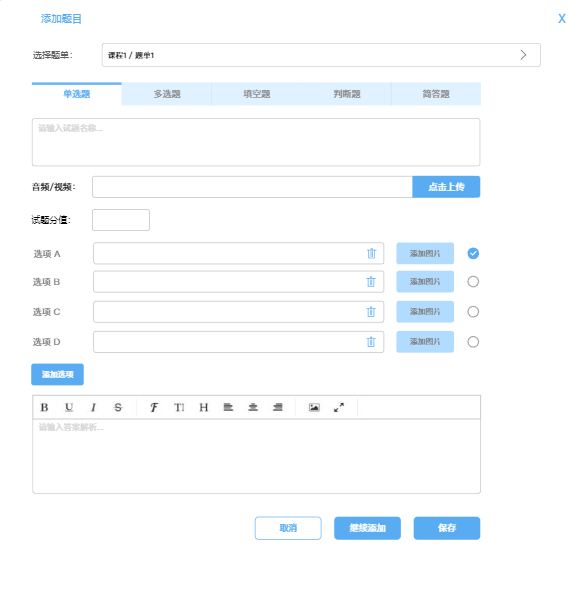 添加题目 X
选择题单： 课程1 / 题单1
单选题 多选题 填空题 判断题 简答题
请输入试题名称...
音频/视频： 点击上传
试题分值：
选项 A 添加图片
选项 B 添加图片
选项 C 添加图片
选项 D 添加图片
添加选项
B U I S F TI H
请输入答案解析...
取消 继续添加 保存